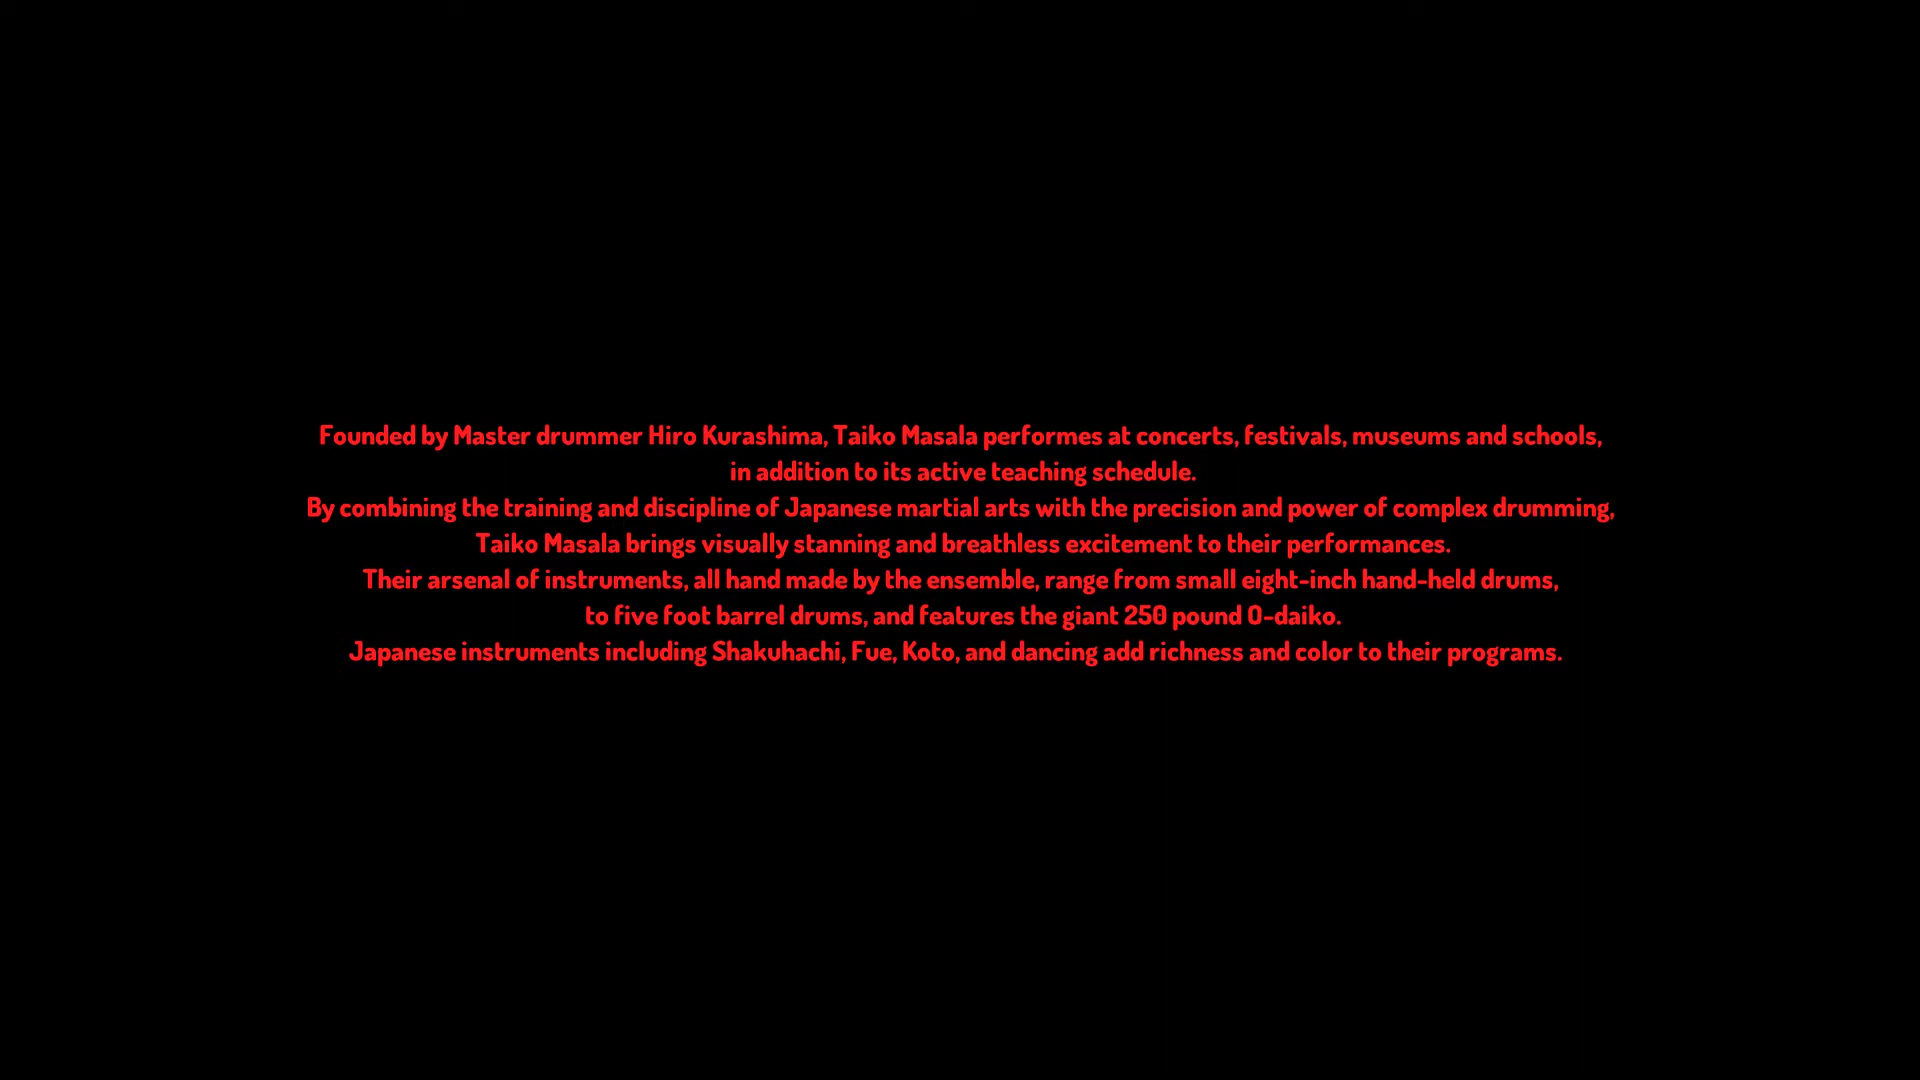 Founded by Master drummer Hiro Kurashima, Taiko Masala performes at concerts, festivals, museums and schools,
in addition to its active teaching schedule.
By combining the training and discipline of Japanese martial arts with the precision and power of complex drumming,
Taiko Masala brings visually stanning and breathless excitement to their performances.
Their arsenal of instruments, all hand made by the ensemble, range from small eight-inch hand-held drums,
to five foot barrel drums, and features the giant 250 pound O-daiko.
Japanese instruments including Shakuhachi, Fue, Koto, and dancing add richness and color to their programs.